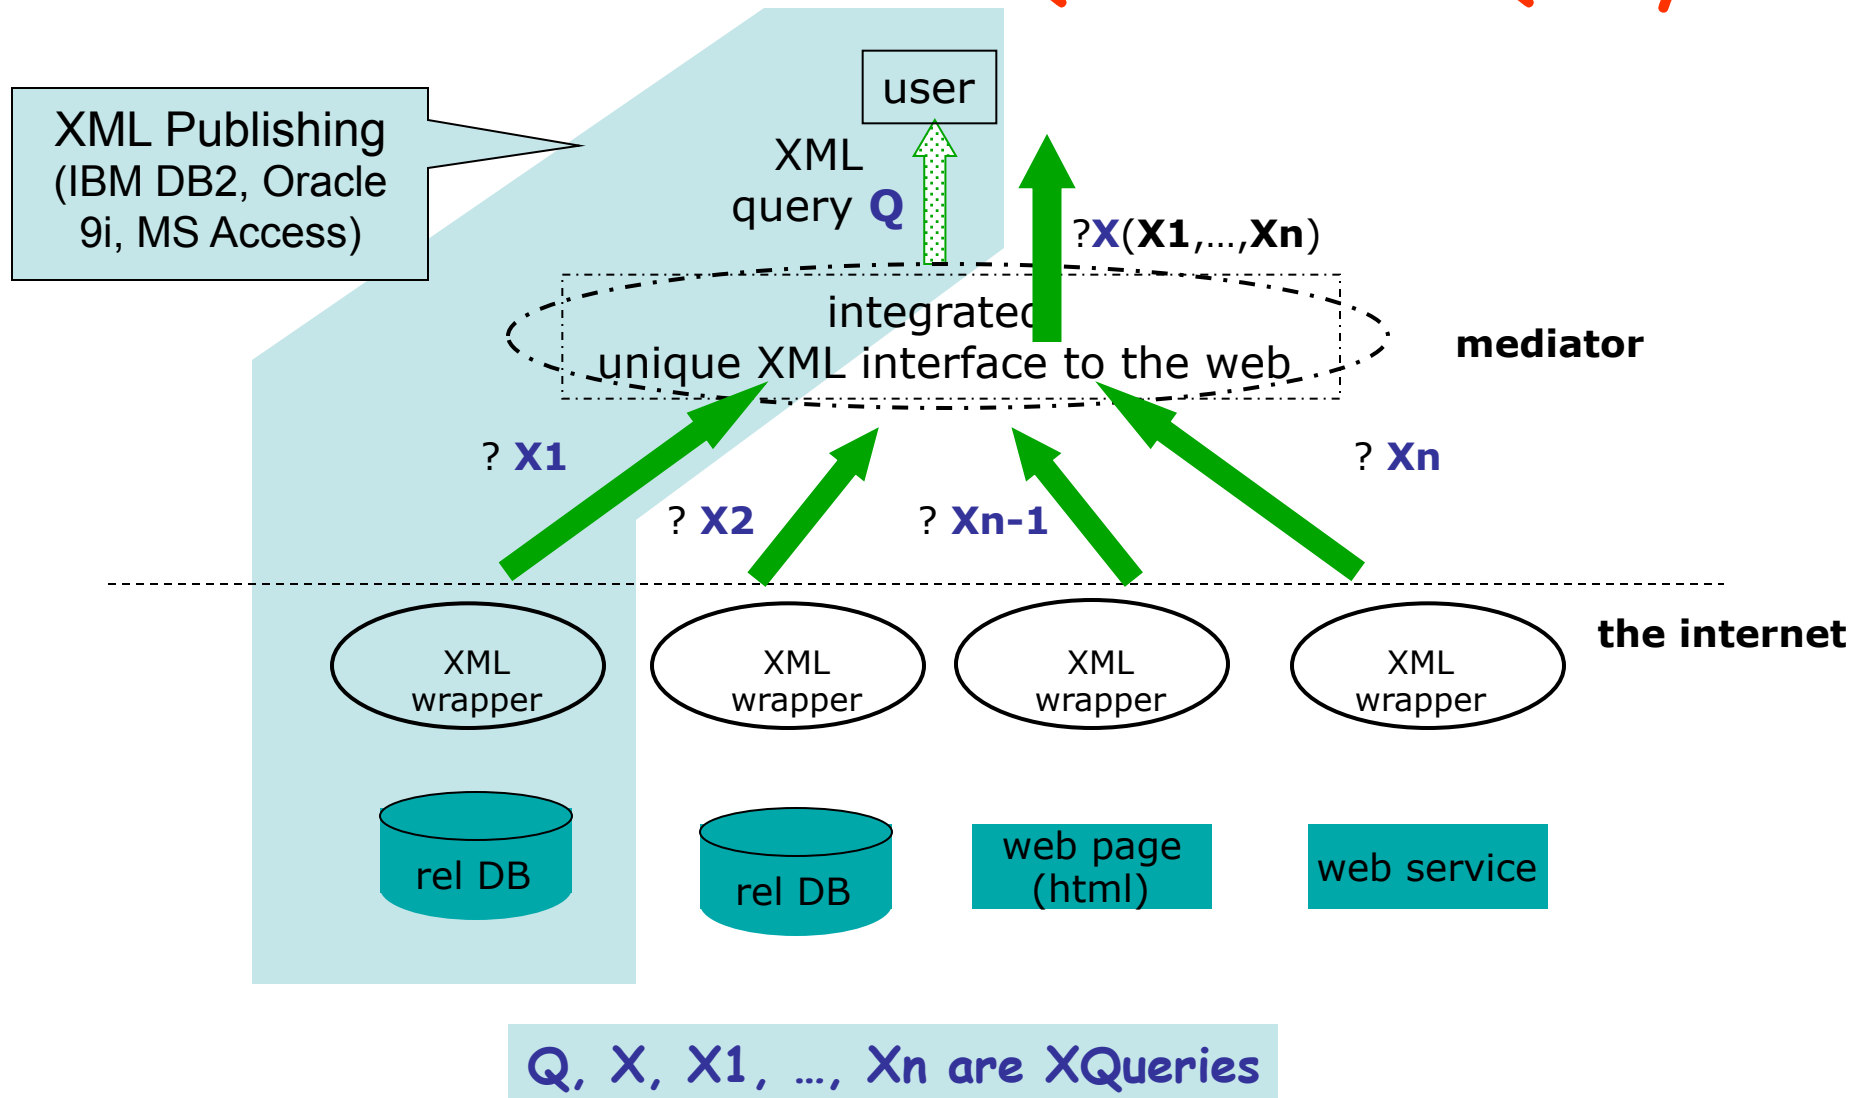 user
XML Publishing
(IBM DB2, Oracle
9i, MS Access)
XML
query Q
?X(X1,...,Xn)
integrated
unique XML interface to the web
mediator
? X1
? Xn
? X2
? Xn-1
the internet
XML
wrapper
XML
wrapper
XML
wrapper
XML
wrapper
rel DB
rel DB
web page
(html)
web service
Q, X, X1, ..., Xn are XQueries